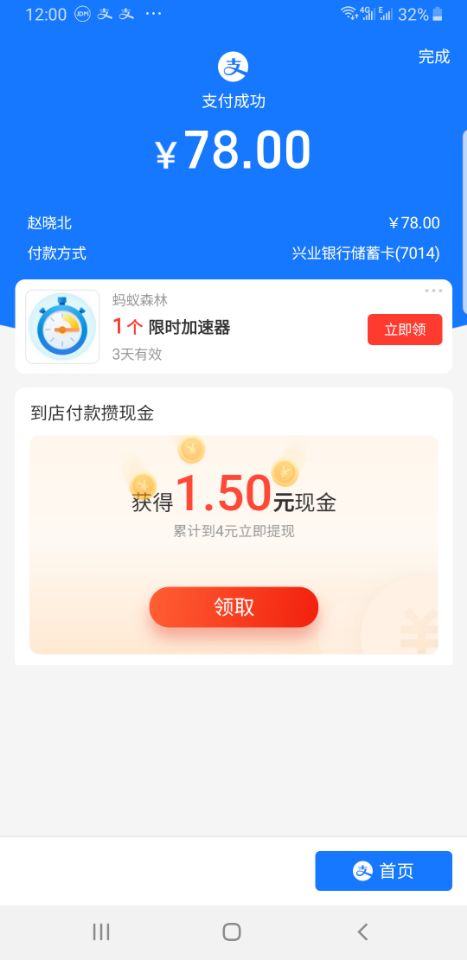 12:00 JDM 4G E 32%
完成
支付成功
￥78.00
赵晓北 ￥78.00
付款方式 兴业银行储蓄卡(7014)
蚂蚁森林
1个 限时加速器
3天有效
立即领
到店付款攒现金
获得1.50元现金
累计到4元立即提现
领取
首页